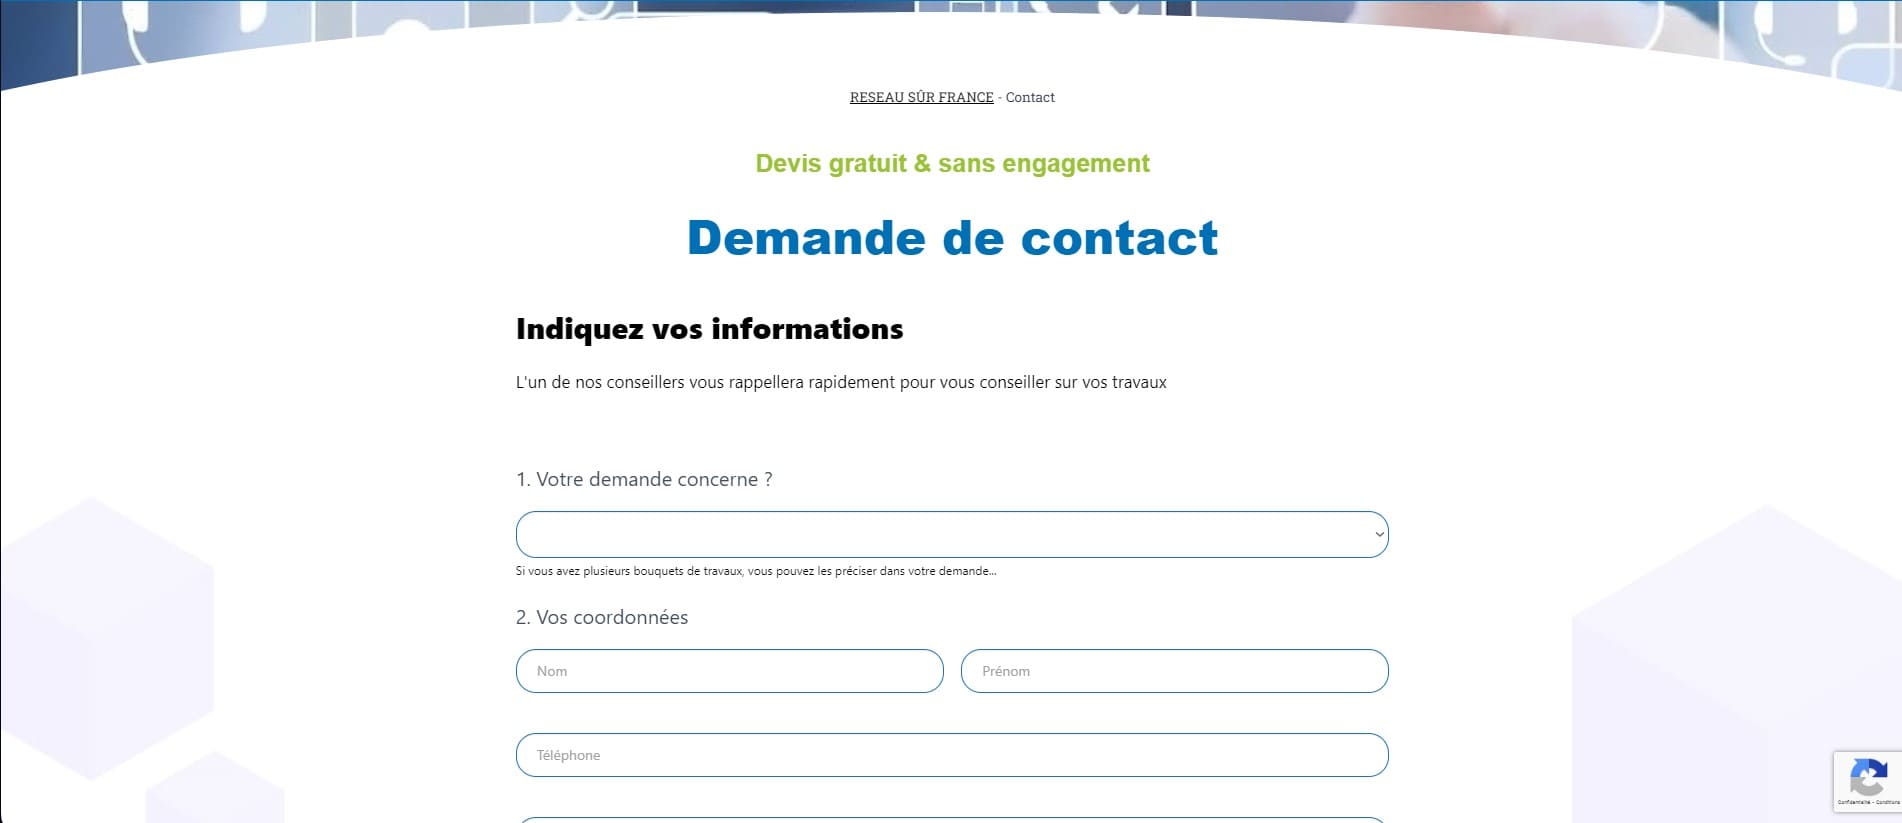 RESEAU SÛR FRANCE - Contact
Devis gratuit & sans engagement
Demande de contact
Indiquez vos informations
L'un de nos conseillers vous rappellera rapidement pour vous conseiller sur vos travaux
1. Votre demande concerne ?
Si vous avez plusieurs bouquets de travaux, vous pouvez les préciser dans votre demande...
2. Vos coordonnées
Nom
Prénom
Téléphone
Confidentialité - Conditions